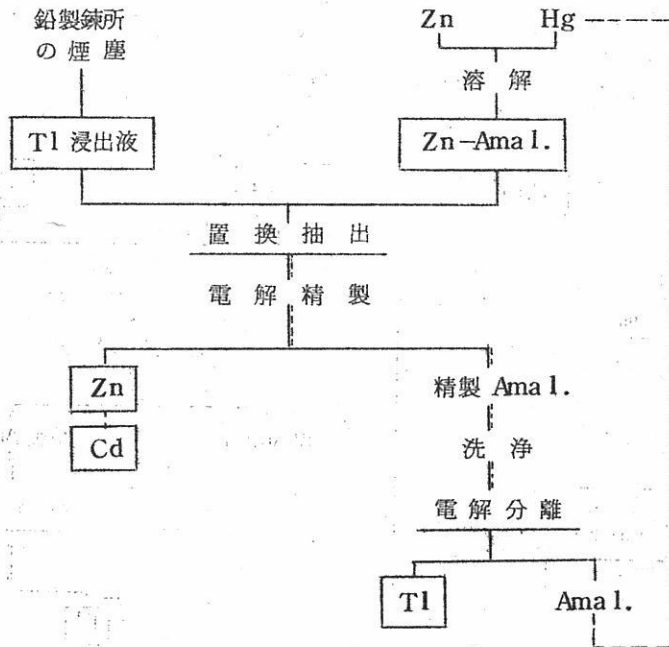 鉛製錬所
の煙塵
Zn Hg
溶解
Tl 浸出液
Zn-Amal.
置換抽出
電解精製
Zn
Cd
精製 Amal.
洗浄
電解分離
Tl
Amal.